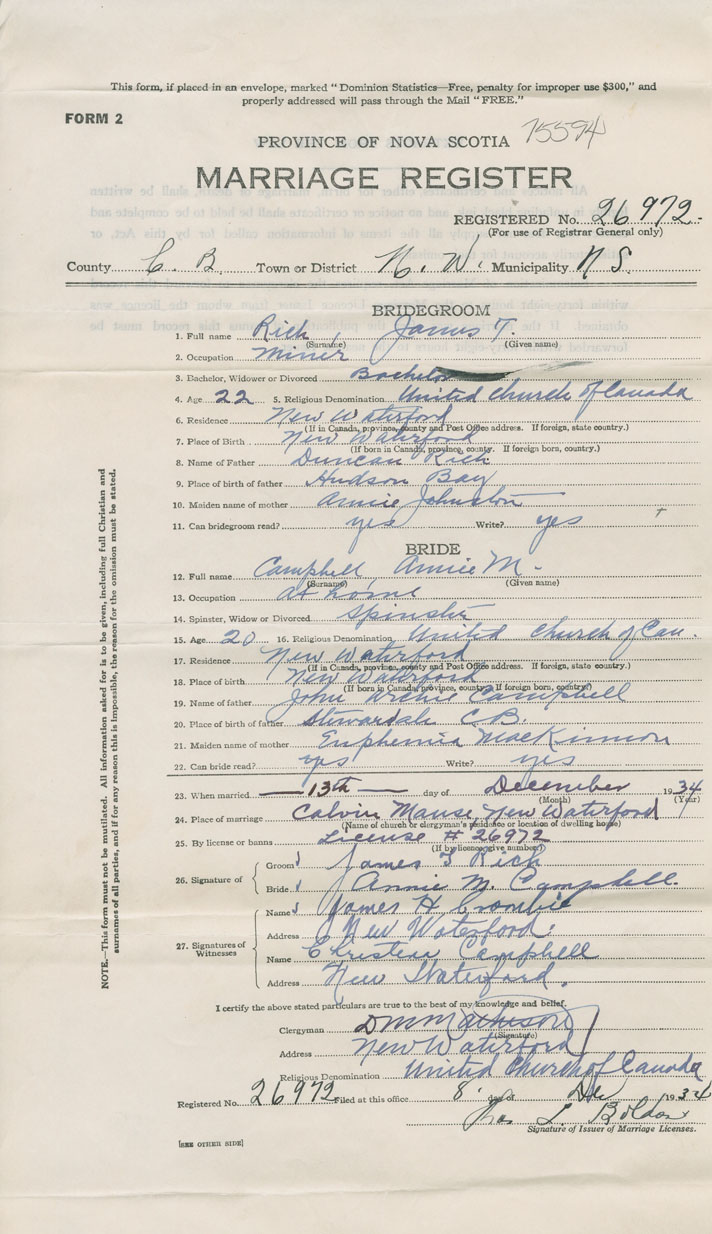 This form, if placed in an envelope, marked "Dominion Statistics—Free, penalty for improper use $300," and
properly addressed will pass through the Mail "FREE."
FORM 2
75594
PROVINCE OF NOVA SCOTIA
MARRIAGE REGISTER
REGISTERED No. 26972.
(For use of Registrar General only)
County C. B. Town or District N. W. Municipality N S.
BRIDEGROOM
1. Full name Rich, James T.
(Surname) (Given name)
2. Occupation Miner
3. Bachelor, Widower or Divorced Bachelor
4. Age 22 5. Religious Denomination United Church of Canada
6. Residence New Waterford
(If in Canada, province, county and Post Office address. If foreign, state country.)
7. Place of Birth New Waterford
(If born in Canada, province, county. If foreign born, country.)
8. Name of Father Duncan Rich
9. Place of birth of father Hudson Bay
10. Maiden name of mother Annie Johnston
11. Can bridegroom read? yes Write? yes
BRIDE
12. Full name Campbell Annie M.
(Surname) (Given name)
13. Occupation at home
14. Spinster, Widow or Divorced Spinster
15. Age 20 16. Religious Denomination United Church of Can.
17. Residence New Waterford
(If in Canada, province, county and Post Office address. If foreign, state country.)
18. Place of birth New Waterford
(If born in Canada, province, county. If foreign born, country)
19. Name of father John Archie Campbell
20. Place of birth of father Stewardale C.B.
21. Maiden name of mother Euphemia MacKinnon
22. Can bride read? yes Write? yes
23. When married 13th day of December 1934
(Month) (Year)
24. Place of marriage Calvin Manse, New Waterford
(Name of church or clergyman's residence or location of dwelling house)
25. By license or banns License # 26972
(If by licence give number)
26. Signature of
Groom James T Rich
Bride Annie M. Campbell.
27. Signatures of Witnesses
Name James H Crombie
Address New Waterford.
Name Christena Campbell
Address New Waterford.
I certify the above stated particulars are true to the best of my knowledge and belief.
Clergyman D M Mathieson
(Signature)
Address New Waterford
Religious Denomination United Church of Canada
Registered No. 26972 Filed at this office 8. day of De 1934
L.
Signature of Issuer of Marriage Licenses.
[SEE OTHER SIDE]
NOTE.—This form must not be mutilated. All information asked for is to be given, including full Christian and
surnames of all parties, and if for any reason this is impossible, the reason for the omission must be stated.